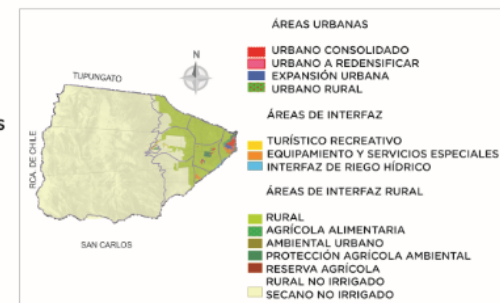 S
N
TUPUNGATO
RCA. DE CHILE
SAN CARLOS
ÁREAS URBANAS
URBANO CONSOLIDADO
URBANO A REDENSIFICAR
EXPANSIÓN URBANA
URBANO RURAL
ÁREAS DE INTERFAZ
TURÍSTICO RECREATIVO
EQUIPAMIENTO Y SERVICIOS ESPECIALES
INTERFAZ DE RIEGO HÍDRICO
ÁREAS DE INTERFAZ RURAL
RURAL
AGRÍCOLA ALIMENTARIA
AMBIENTAL URBANO
PROTECCIÓN AGRÍCOLA AMBIENTAL
RESERVA AGRÍCOLA
RURAL NO IRRIGADO
SECANO NO IRRIGADO